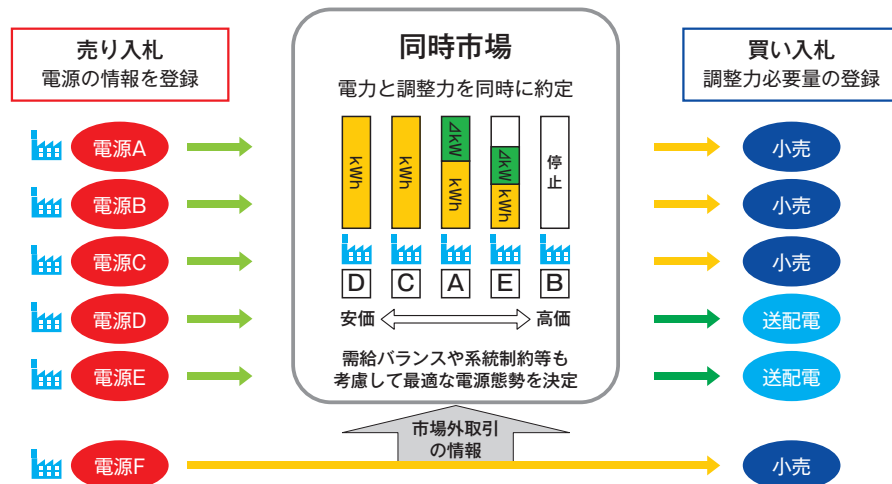 売り入札
電源の情報を登録
同時市場
電力と調整力を同時に約定
買い入札
調整力必要量の登録
電源A
電源B
電源C
電源D
電源E
電源F
kWh
kWh
ΔkW
kWh
ΔkW
kWh
停止
D
C
A
E
B
安価
高価
需給バランスや系統制約等も
考慮して最適な電源態勢を決定
市場外取引
の情報
小売
小売
小売
送配電
送配電
小売